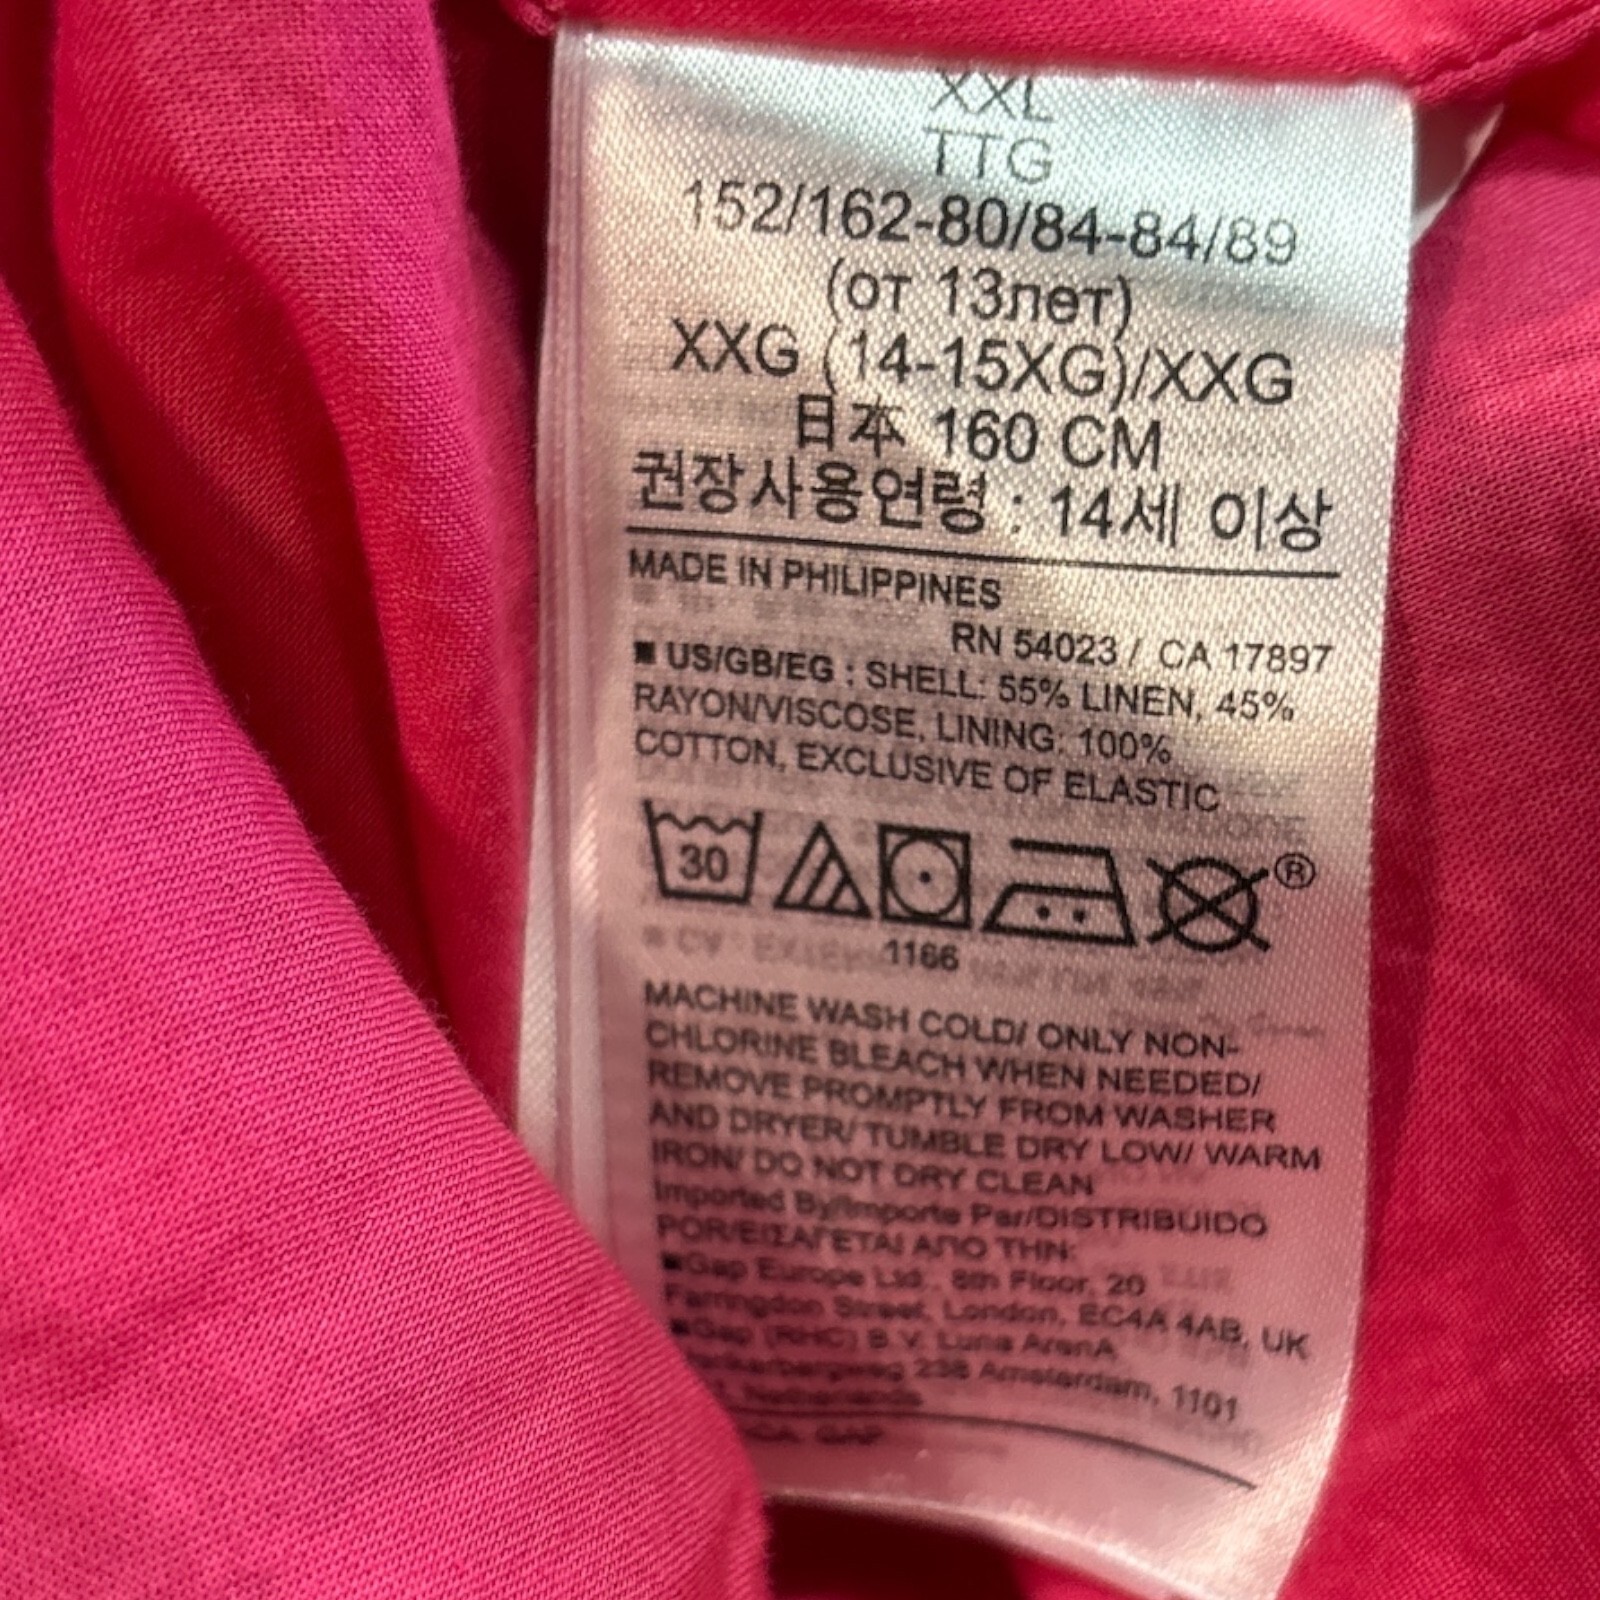 XXL
TTG
152/162-80/84-84/89
(от 13лет)
XXG (14-15XG)/XXG
日本 160 CM
권장사용연령 : 14세 이상
MADE IN PHILIPPINES
RN 54023 / CA 17897
■ US/GB/EG : SHELL: 55% LINEN, 45%
RAYON/VISCOSE, LINING: 100%
COTTON, EXCLUSIVE OF ELASTIC
30
®
1166
MACHINE WASH COLD/ ONLY NON-
CHLORINE BLEACH WHEN NEEDED/
REMOVE PROMPTLY FROM WASHER
AND DRYER/ TUMBLE DRY LOW/ WARM
IRON/ DO NOT DRY CLEAN
Imported By/Importe Par/DISTRIBUIDO
POR/ΕΙΣΑΓΕΤΑΙ ΑΠΟ ΤΗΝ:
■Gap Europe Ltd., 8th Floor, 20
Farringdon Street, London, EC4A 4AB, UK
■Gap (RHC) B.V. Luna ArenA
238 Amsterdam, 1101
Netherlands
GAP